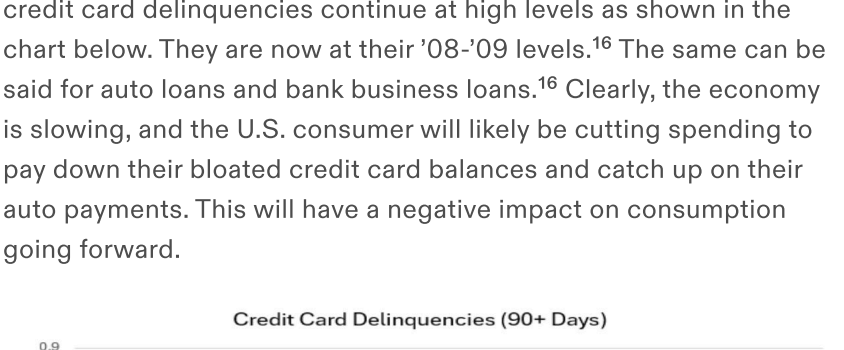 credit card delinquencies continue at high levels as shown in the
chart below. They are now at their ’08-’09 levels.¹⁶ The same can be
said for auto loans and bank business loans.¹⁶ Clearly, the economy
is slowing, and the U.S. consumer will likely be cutting spending to
pay down their bloated credit card balances and catch up on their
auto payments. This will have a negative impact on consumption
going forward.
Credit Card Delinquencies (90+ Days)
0.9